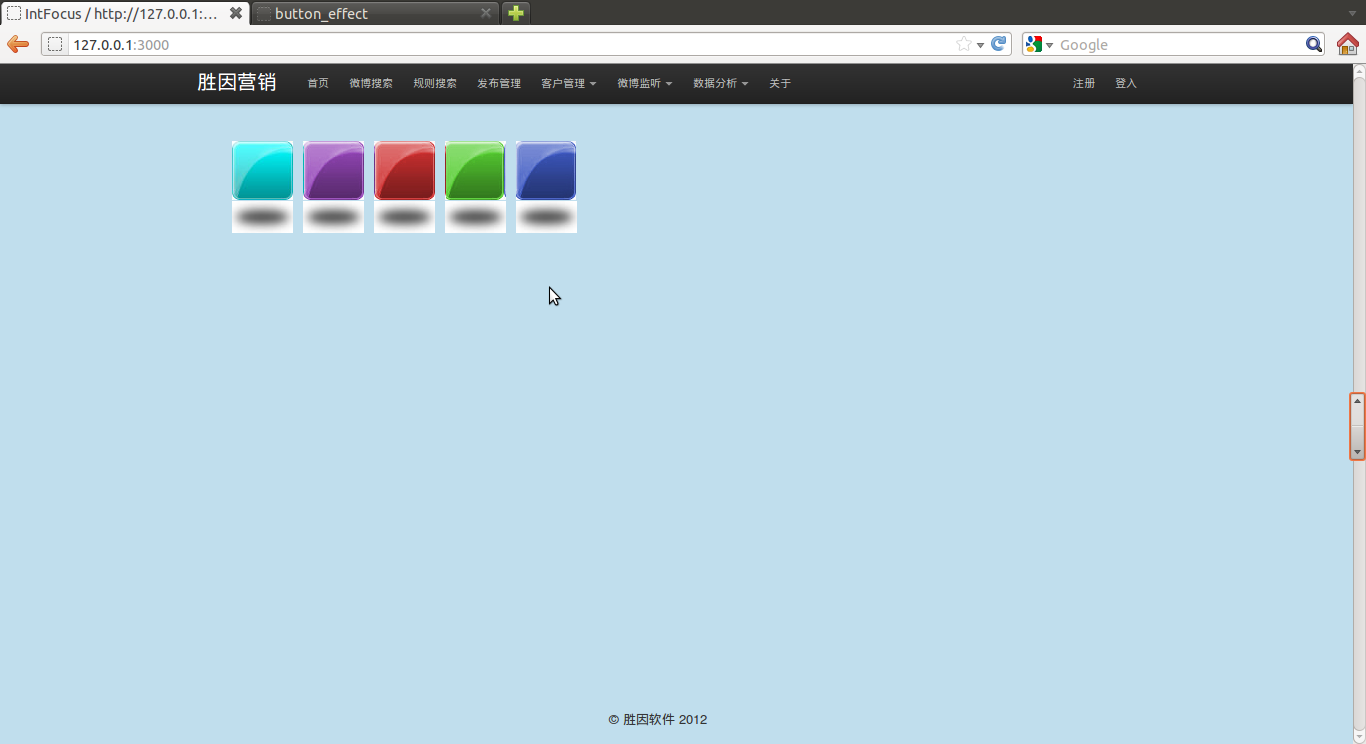 IntFocus / http://127.0.0.1:...
button_effect
127.0.0.1:3000
Google
胜因营销 首页 微博搜索 规则搜索 发布管理 客户管理 微博监听 数据分析 关于 注册 登入
© 胜因软件 2012